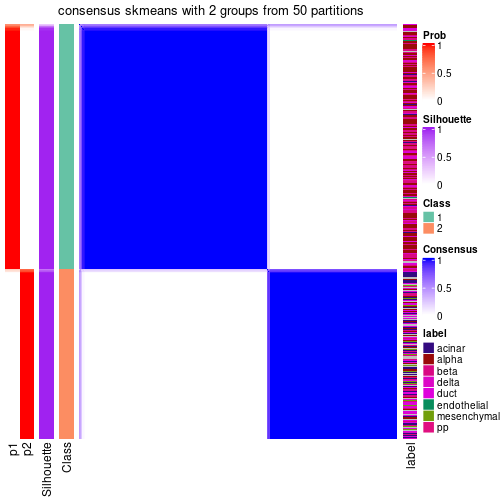 consensus skmeans with 2 groups from 50 partitions
Prob
1
0.5
0
Silhouette
1
0.5
0
Class
1
2
Consensus
1
0.5
0
label
acinar
alpha
beta
delta
duct
endothelial
mesenchymal
pp
p1
p2
Silhouette
Class
label